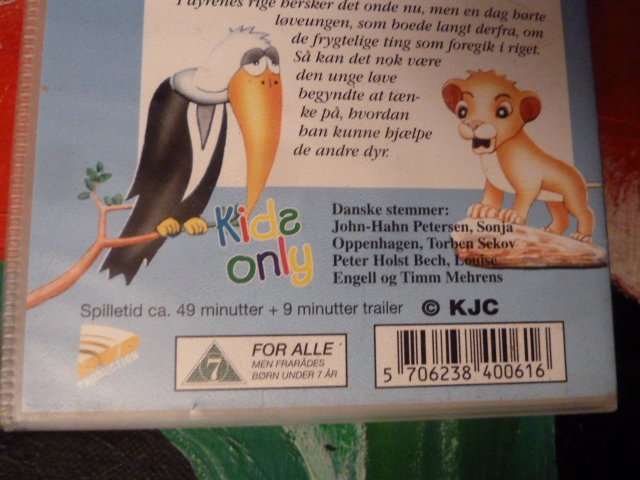 I dyrenes rige hersker det onde nu, men en dag hørte
løveungen, som boede langt derfra, om
de frygtelige ting som foregik i riget.
Så kan det nok være
den unge løve
begyndte at tæn-
ke på, hvordan
han kunne hjælpe
de andre dyr.
Kids
only
Danske stemmer:
John-Hahn Petersen, Sonja
Oppenhagen, Torben Sekov
Peter Holst Bech, Louise
Engell og Timm Mehrens
Spilletid ca. 49 minutter + 9 minutter trailer © KJC
PRODUCTION
7
FOR ALLE
MEN FRARÅDES
BØRN UNDER 7 ÅR
5 706238 400616